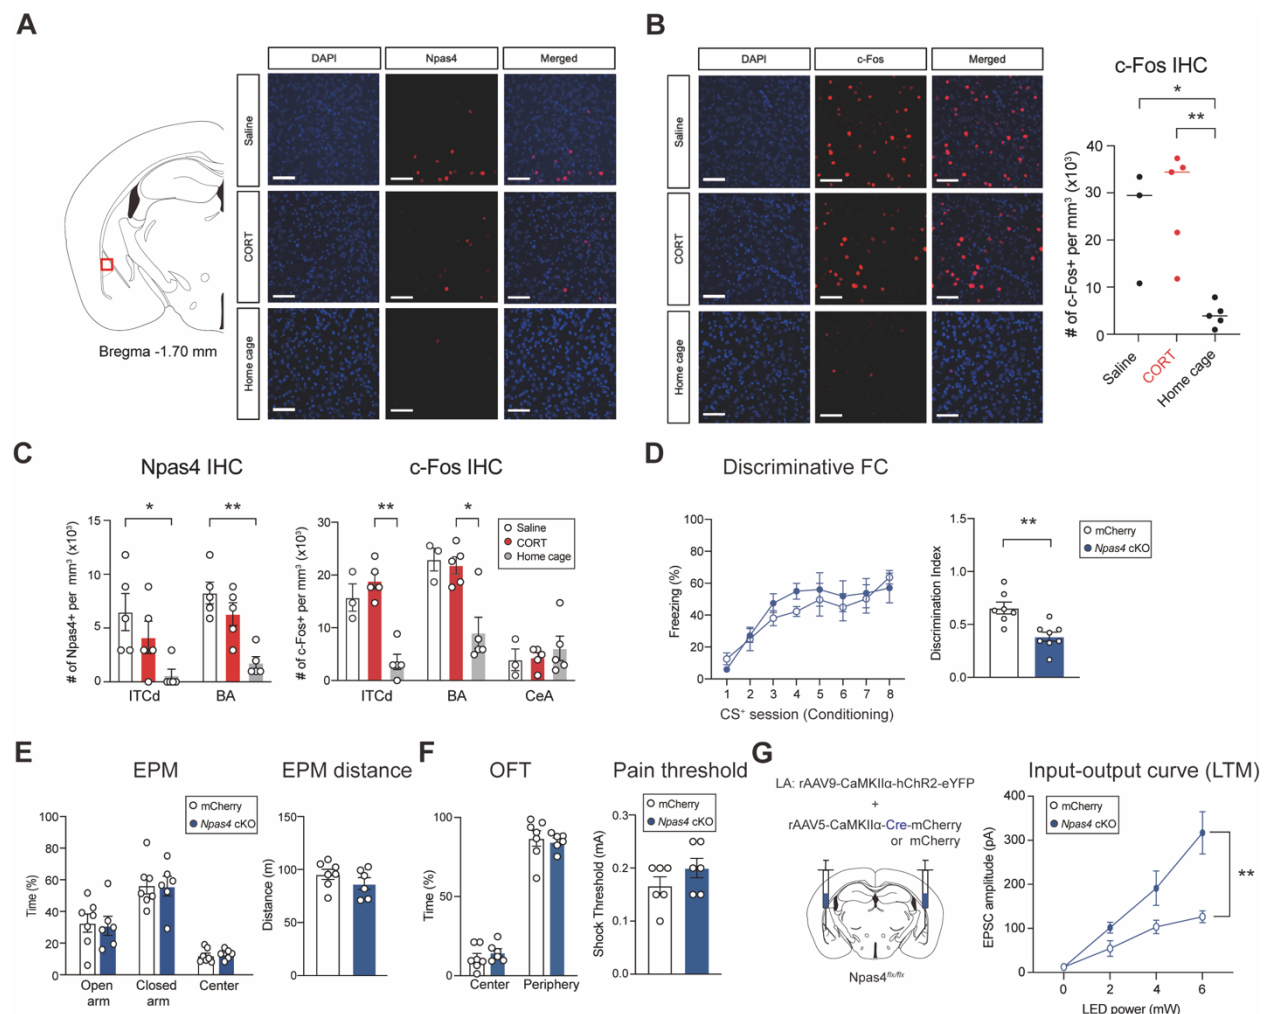 A
DAPI
Npas4
Merged
Saline
CORT
Home cage
Bregma -1.70 mm
B
DAPI
c-Fos
Merged
Saline
CORT
Home cage
c-Fos IHC
*
**
# of c-Fos+ per mm³ (x10³)
40
30
20
10
0
Saline
CORT
Home cage
C
Npas4 IHC
*
**
# of Npas4+ per mm³ (x10³)
15
10
5
0
ITCd
BA
c-Fos IHC
**
*
Saline
CORT
Home cage
# of c-Fos+ per mm³ (x10³)
30
20
10
0
ITCd
BA
CeA
D
Discriminative FC
Freezing (%)
100
80
60
40
20
0
1 2 3 4 5 6 7 8
CS⁺ session (Conditioning)
Discrimination Index
1.5
1.0
0.5
0.0
**
mCherry
Npas4 cKO
E
EPM
mCherry
Npas4 cKO
Time (%)
100
80
60
40
20
0
Open arm
Closed arm
Center
EPM distance
Distance (m)
150
100
50
0
F
OFT
Time (%)
100
50
0
Center
Periphery
Pain threshold
mCherry
Npas4 cKO
Shock Threshold (mA)
0.3
0.2
0.1
0.0
G
LA: rAAV9-CaMKIIα-hChR2-eYFP
+
rAAV5-CaMKIIα-Cre-mCherry
or mCherry
Npas4flx/flx
Input-output curve (LTM)
mCherry
Npas4 cKO
EPSC amplitude (pA)
400
300
200
100
0
0 2 4 6
LED power (mW)
**